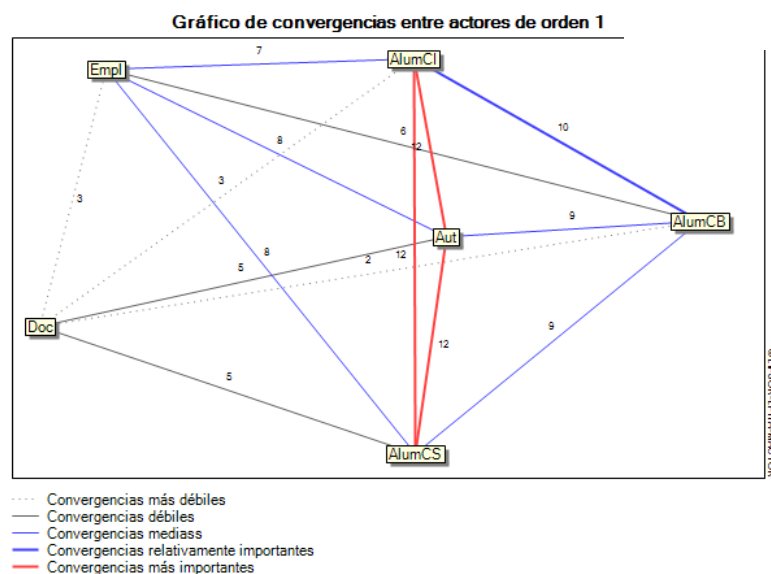 Gráfico de convergencias entre actores de orden 1
7
AlumCI
Empl
8
6
12
10
3
3
AlumCB
9
Aut
5
8
2
12
Doc
9
12
5
AlumCS
Convergencias más débiles
Convergencias débiles
Convergencias mediass
Convergencias relativamente importantes
Convergencias más importantes